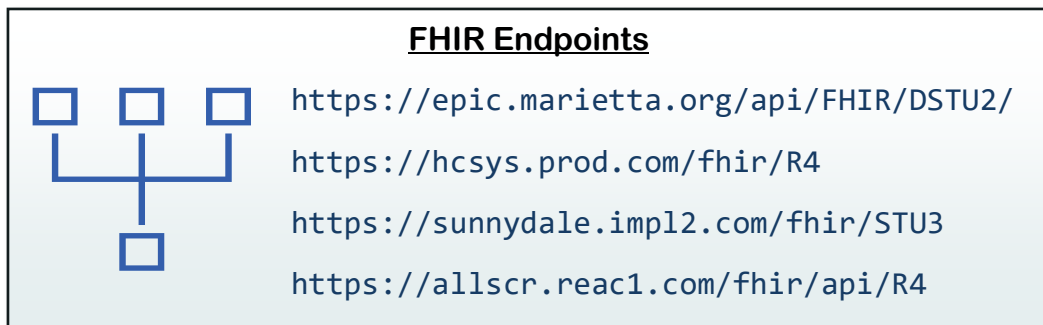 FHIR Endpoints
https://epic.marietta.org/api/FHIR/DSTU2/
https://hcsys.prod.com/fhir/R4
https://sunnydale.impl2.com/fhir/STU3
https://allscr.reac1.com/fhir/api/R4